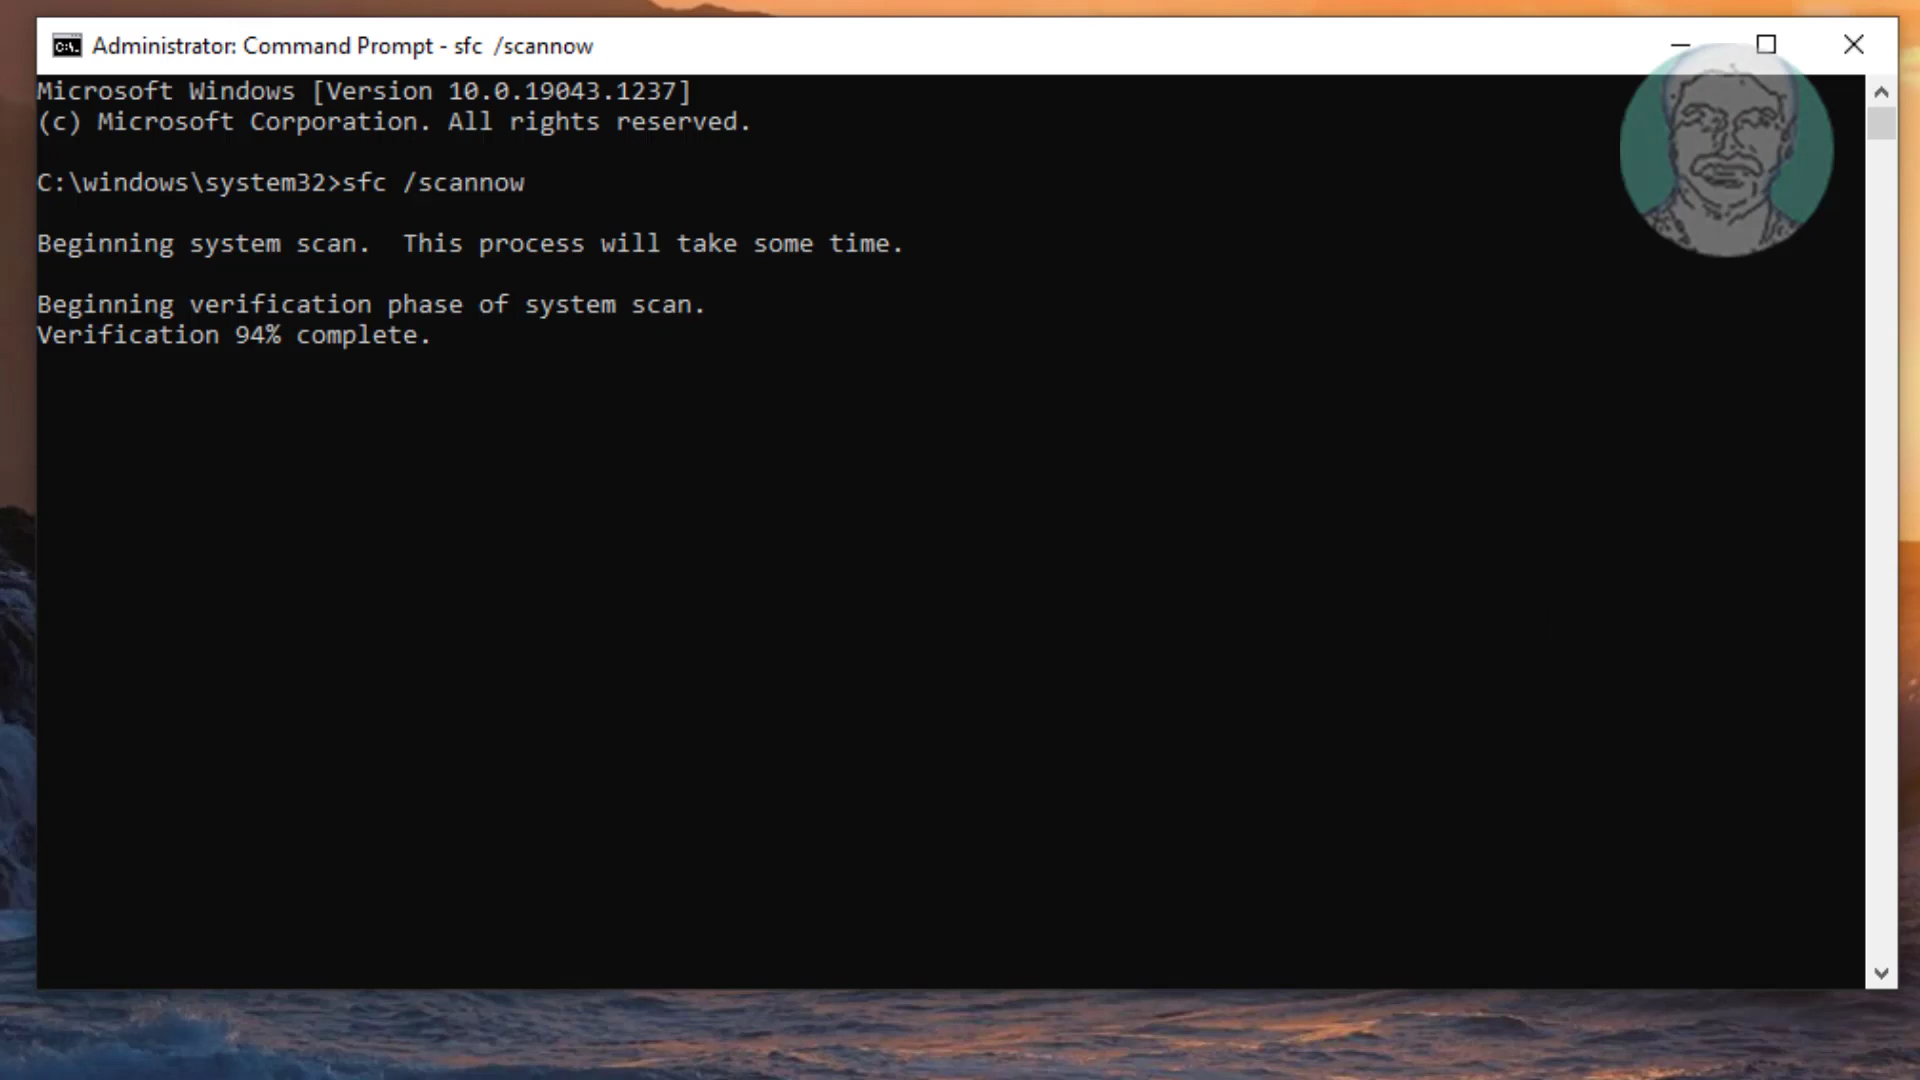 Administrator: Command Prompt - sfc  /scannow
Microsoft Windows [Version 10.0.19043.1237]
(c) Microsoft Corporation. All rights reserved.
C:\windows\system32>sfc /scannow
Beginning system scan.  This process will take some time.
Beginning verification phase of system scan.
Verification 94% complete.